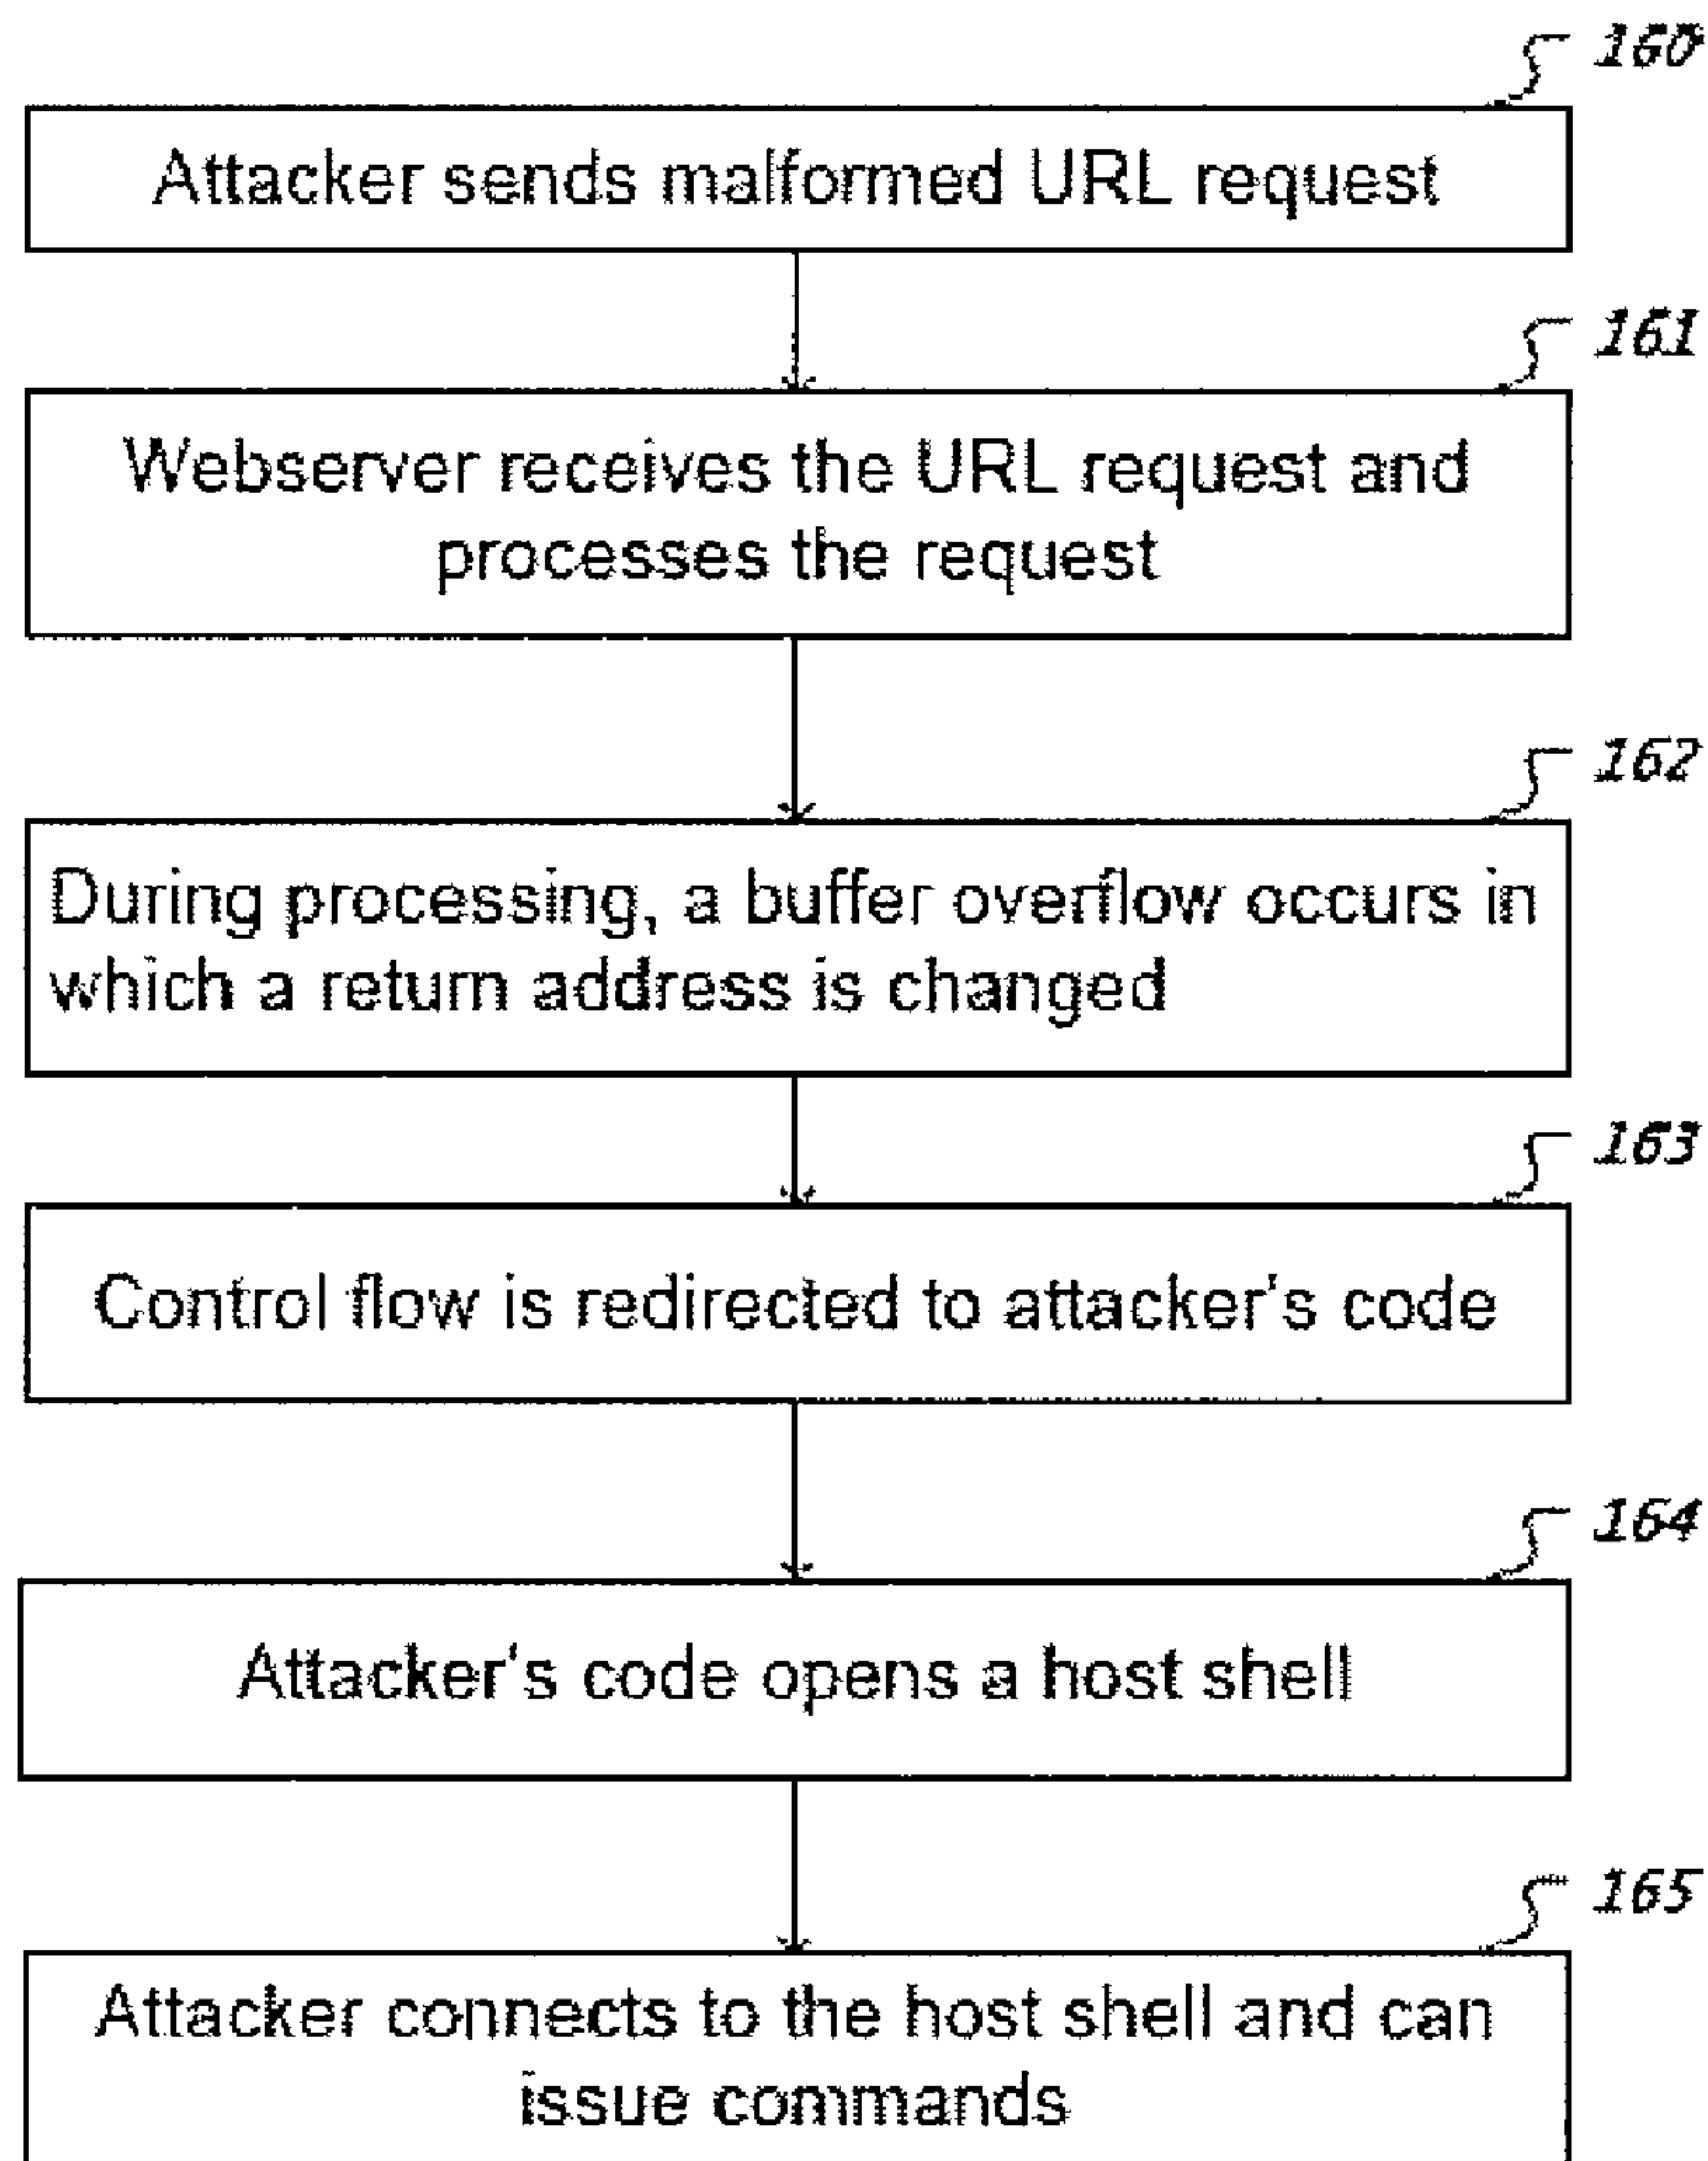 160
Attacker sends malformed URL request
161
Webserver receives the URL request and
processes the request
162
During processing, a buffer overflow occurs in
which a return address is changed
163
Control flow is redirected to attacker's code
164
Attacker's code opens a host shell
165
Attacker connects to the host shell and can
issue commands